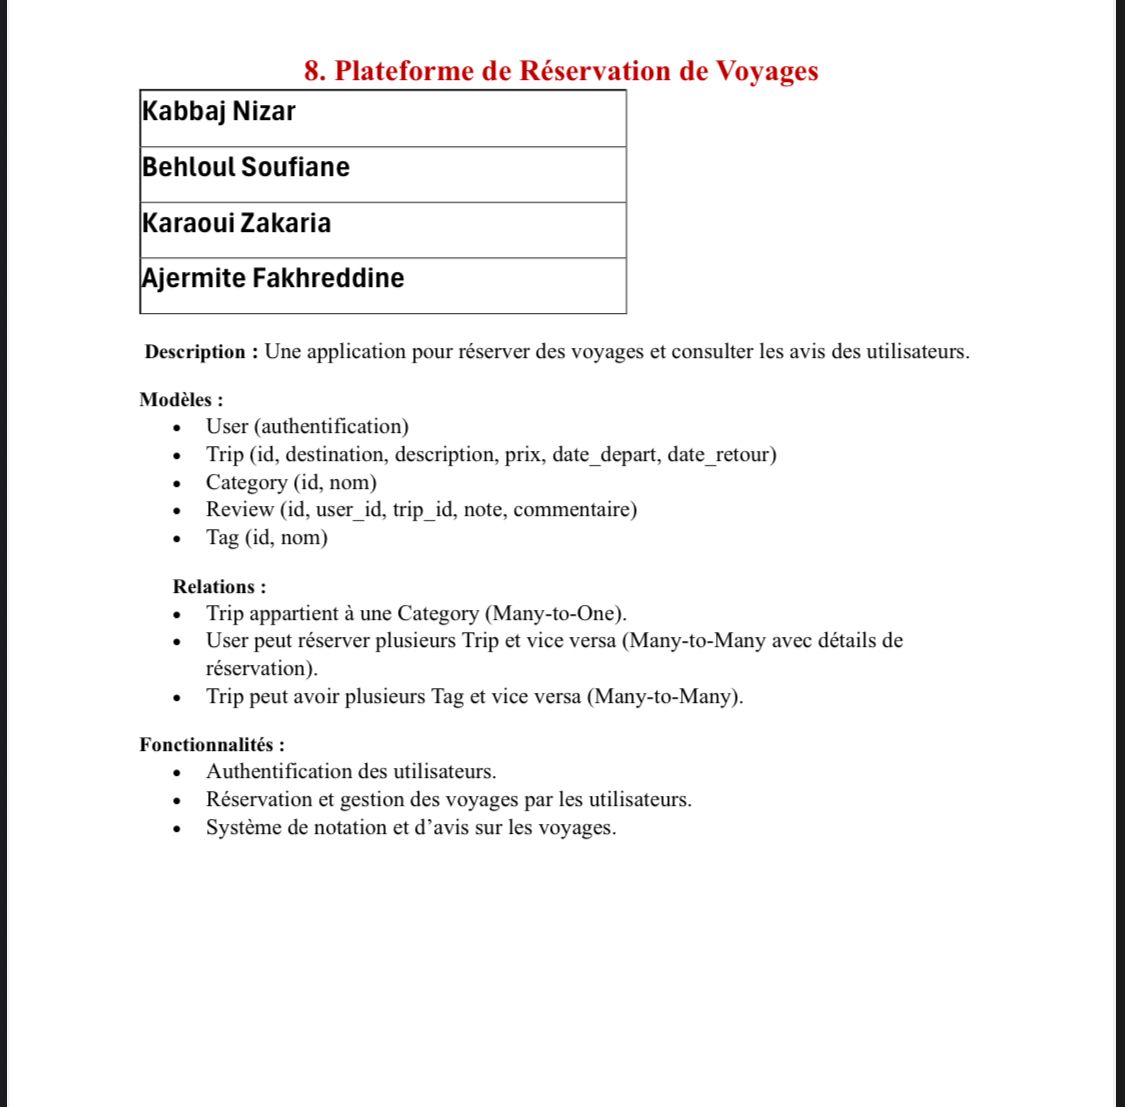 8. Plateforme de Réservation de Voyages
Kabbaj Nizar
Behloul Soufiane
Karaoui Zakaria
Ajermite Fakhreddine
Description : Une application pour réserver des voyages et consulter les avis des utilisateurs.
Modèles :
• User (authentification)
• Trip (id, destination, description, prix, date_depart, date_retour)
• Category (id, nom)
• Review (id, user_id, trip_id, note, commentaire)
• Tag (id, nom)
Relations :
• Trip appartient à une Category (Many-to-One).
• User peut réserver plusieurs Trip et vice versa (Many-to-Many avec détails de
réservation).
• Trip peut avoir plusieurs Tag et vice versa (Many-to-Many).
Fonctionnalités :
• Authentification des utilisateurs.
• Réservation et gestion des voyages par les utilisateurs.
• Système de notation et d’avis sur les voyages.